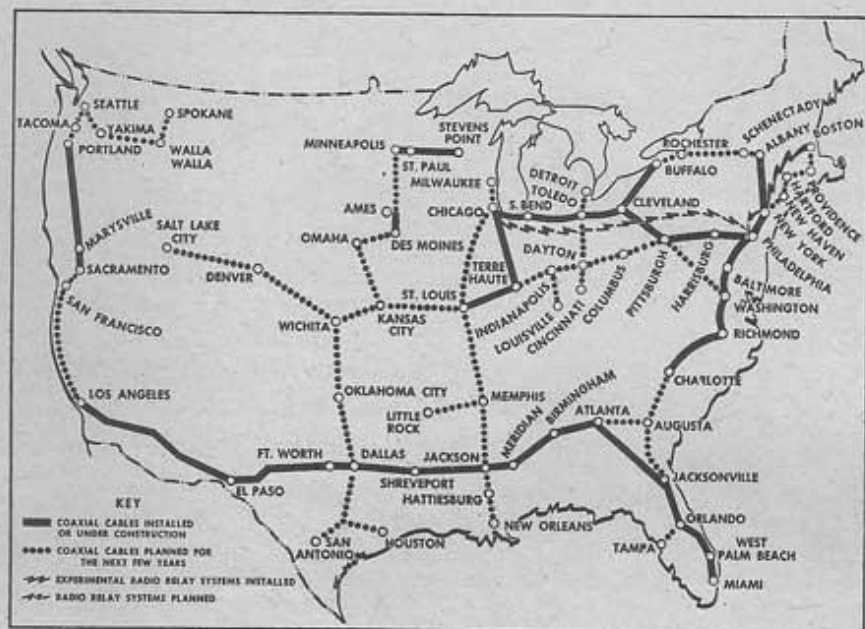 SEATTLE
SPOKANE
TACOMA
YAKIMA
PORTLAND
WALLA
WALLA
MINNEAPOLIS
STEVENS
POINT
ST. PAUL
MILWAUKEE
DETROIT
TOLEDO
ROCHESTER
BUFFALO
SCHENECTADY
ALBANY
BOSTON
PROVIDENCE
HARTFORD
NEW HAVEN
NEW YORK
PHILADELPHIA
MARYSVILLE
SALT LAKE
CITY
AMES
CHICAGO
S. BEND
CLEVELAND
SACRAMENTO
DENVER
OMAHA
DES MOINES
DAYTON
TERRE
HAUTE
INDIANAPOLIS
LOUISVILLE
CINCINNATI
COLUMBUS
PITTSBURGH
HARRISBURG
BALTIMORE
WASHINGTON
SAN FRANCISCO
WICHITA
KANSAS
CITY
ST. LOUIS
RICHMOND
LOS ANGELES
OKLAHOMA CITY
LITTLE
ROCK
MEMPHIS
MERIDIAN
BIRMINGHAM
ATLANTA
CHARLOTTE
AUGUSTA
FT. WORTH
DALLAS
JACKSON
EL PASO
SHREVEPORT
HATTIESBURG
JACKSONVILLE
SAN
ANTONIO
HOUSTON
NEW ORLEANS
ORLANDO
TAMPA
WEST
PALM BEACH
MIAMI
KEY
COAXIAL CABLES INSTALLED
OR UNDER CONSTRUCTION
COAXIAL CABLES PLANNED FOR
THE NEXT FEW YEARS
EXPERIMENTAL RADIO RELAY SYSTEMS INSTALLED
RADIO RELAY SYSTEMS PLANNED